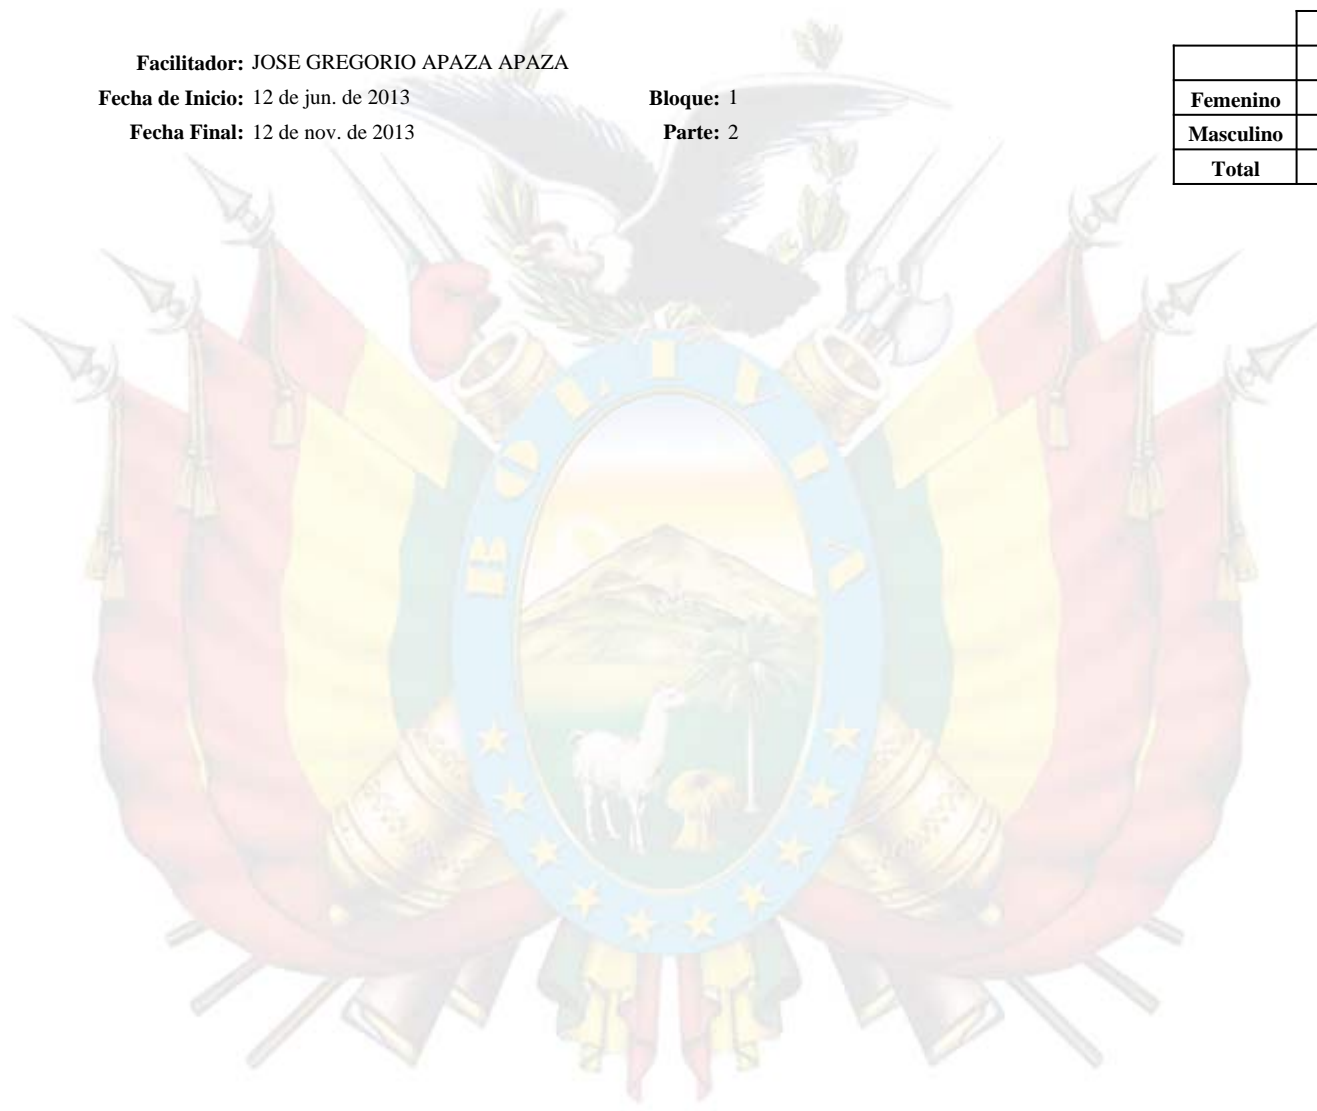 Facilitador: JOSE GREGORIO APAZA APAZA
Fecha de Inicio: 12 de jun. de 2013 Bloque: 1
Fecha Final: 12 de nov. de 2013 Parte: 2
Femenino
Masculino
Total
BOLIVIA